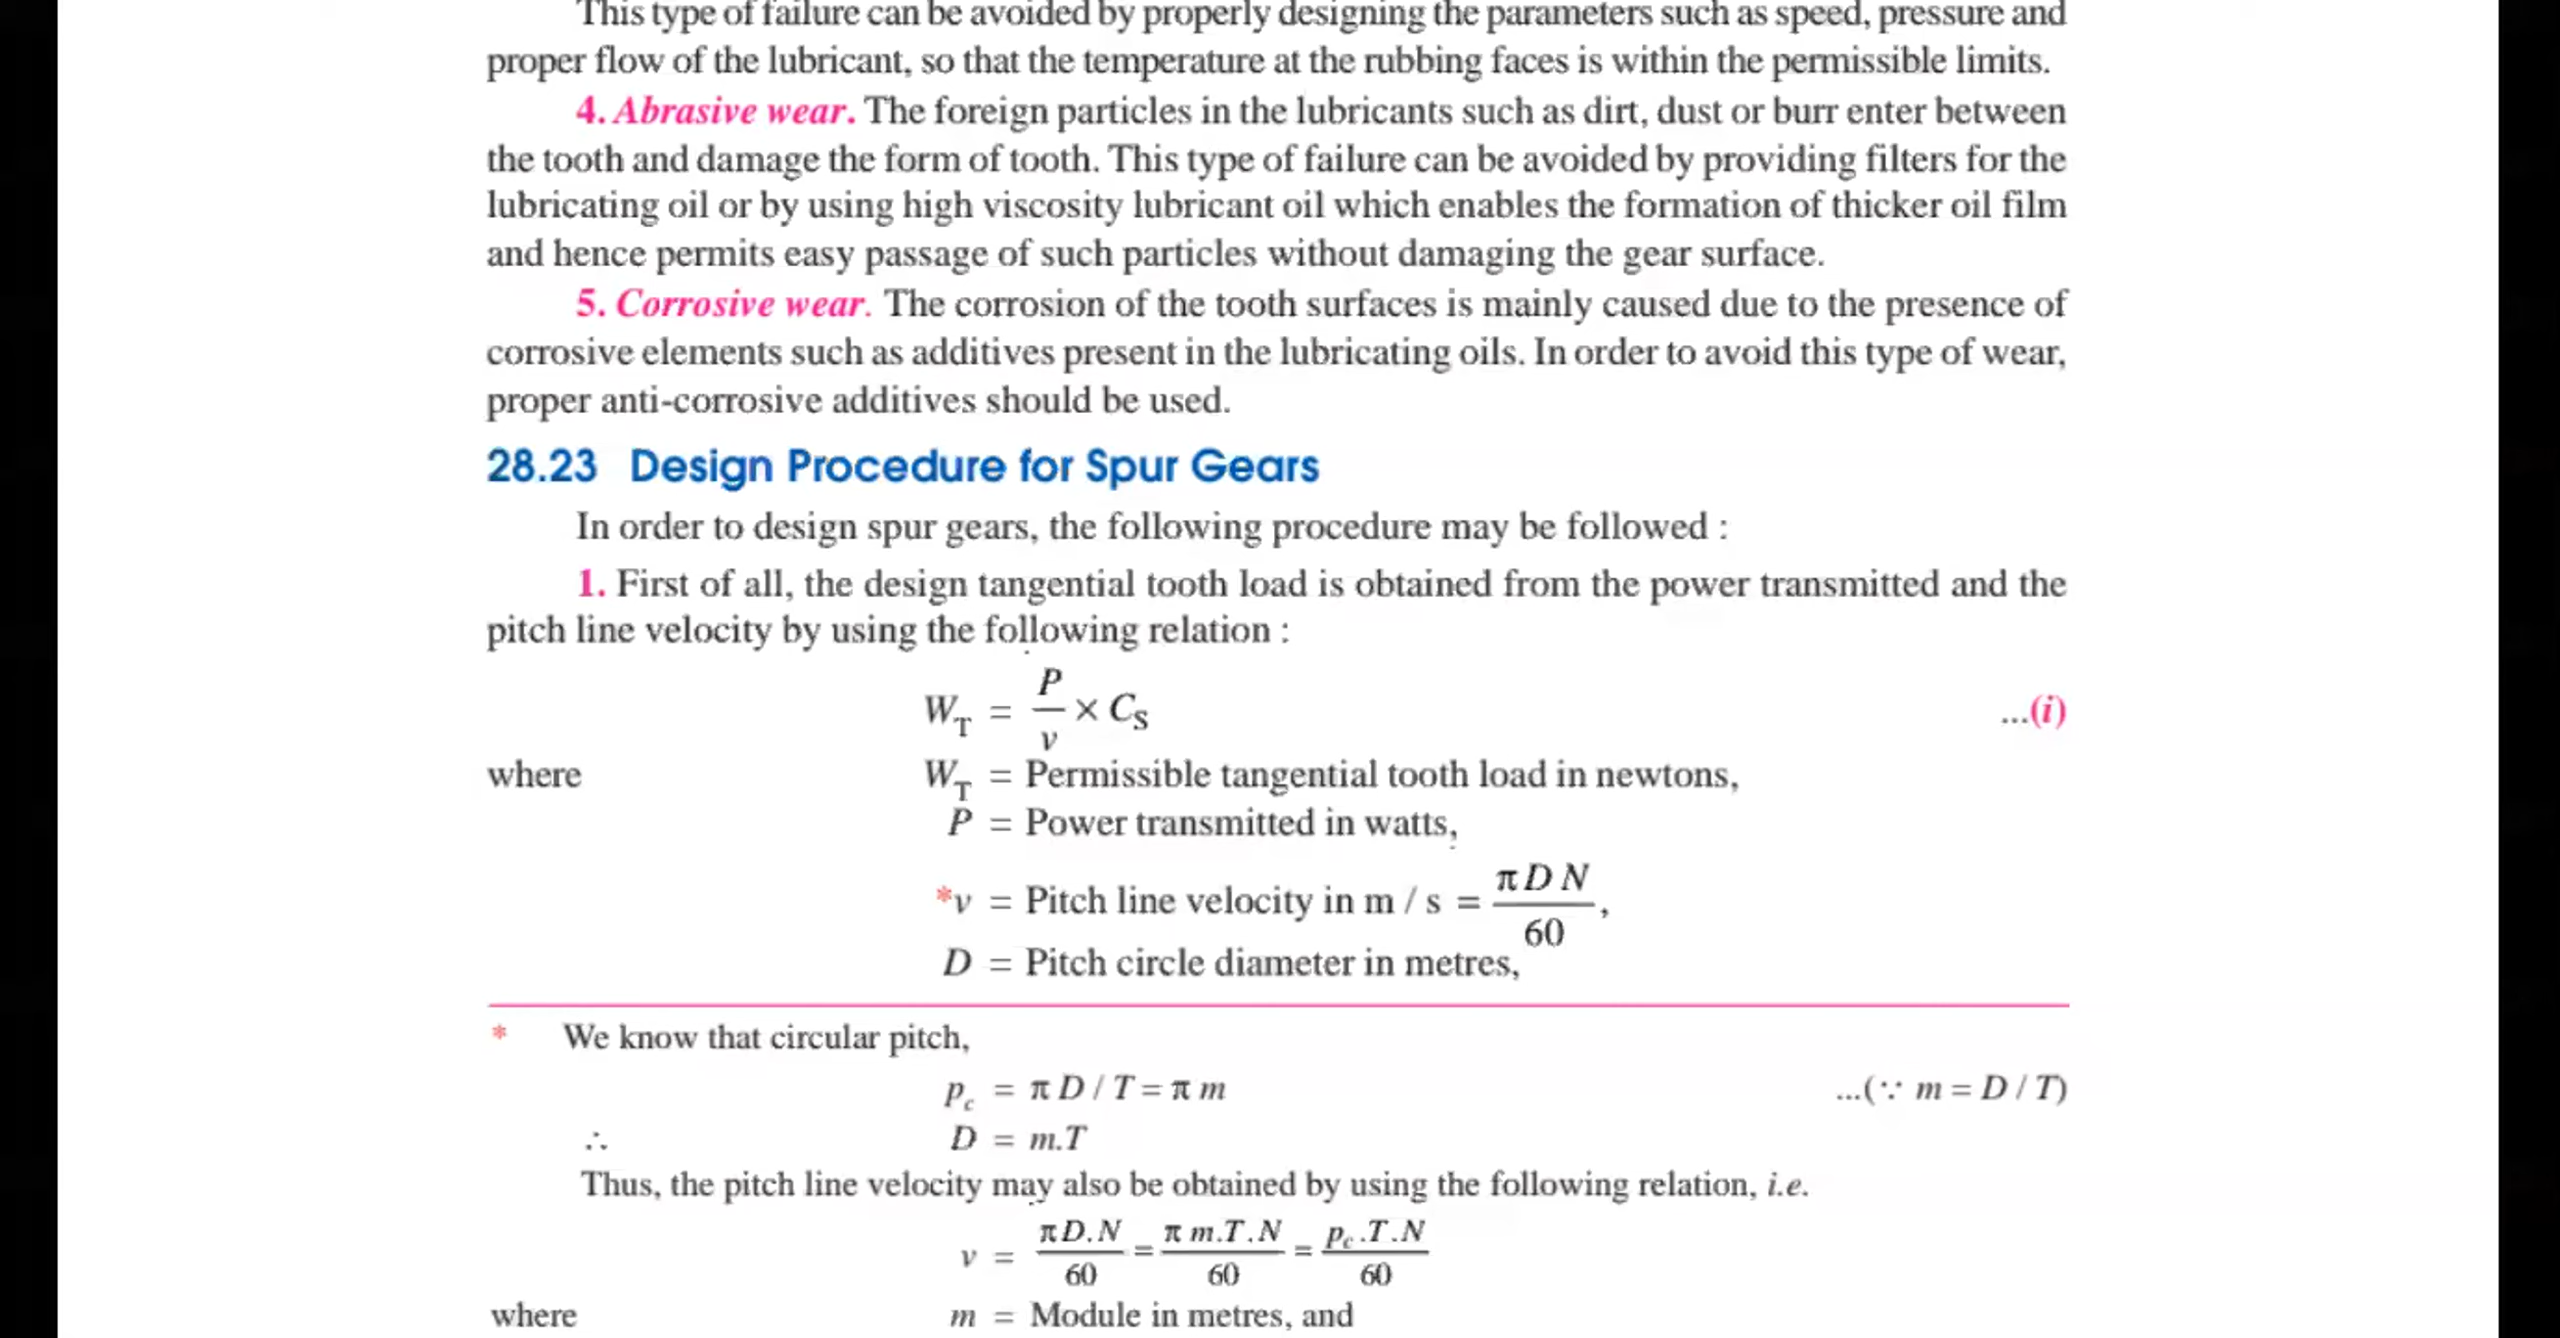 This type of failure can be avoided by properly designing the parameters such as speed, pressure and
proper flow of the lubricant, so that the temperature at the rubbing faces is within the permissible limits.
4. Abrasive wear. The foreign particles in the lubricants such as dirt, dust or burr enter between
the tooth and damage the form of tooth. This type of failure can be avoided by providing filters for the
lubricating oil or by using high viscosity lubricant oil which enables the formation of thicker oil film
and hence permits easy passage of such particles without damaging the gear surface.
5. Corrosive wear. The corrosion of the tooth surfaces is mainly caused due to the presence of
corrosive elements such as additives present in the lubricating oils. In order to avoid this type of wear,
proper anti-corrosive additives should be used.
28.23 Design Procedure for Spur Gears
In order to design spur gears, the following procedure may be followed :
1. First of all, the design tangential tooth load is obtained from the power transmitted and the
pitch line velocity by using the following relation :
W_T = P/v × C_S ...(i)
where W_T = Permissible tangential tooth load in newtons,
P = Power transmitted in watts,
*v = Pitch line velocity in m / s = π D N / 60 ,
D = Pitch circle diameter in metres,
* We know that circular pitch,
p_c = π D / T = π m ...(∵ m = D / T)
∴ D = m.T
Thus, the pitch line velocity may also be obtained by using the following relation, i.e.
v = π D.N / 60 = π m.T.N / 60 = p_c.T.N / 60
where m = Module in metres, and